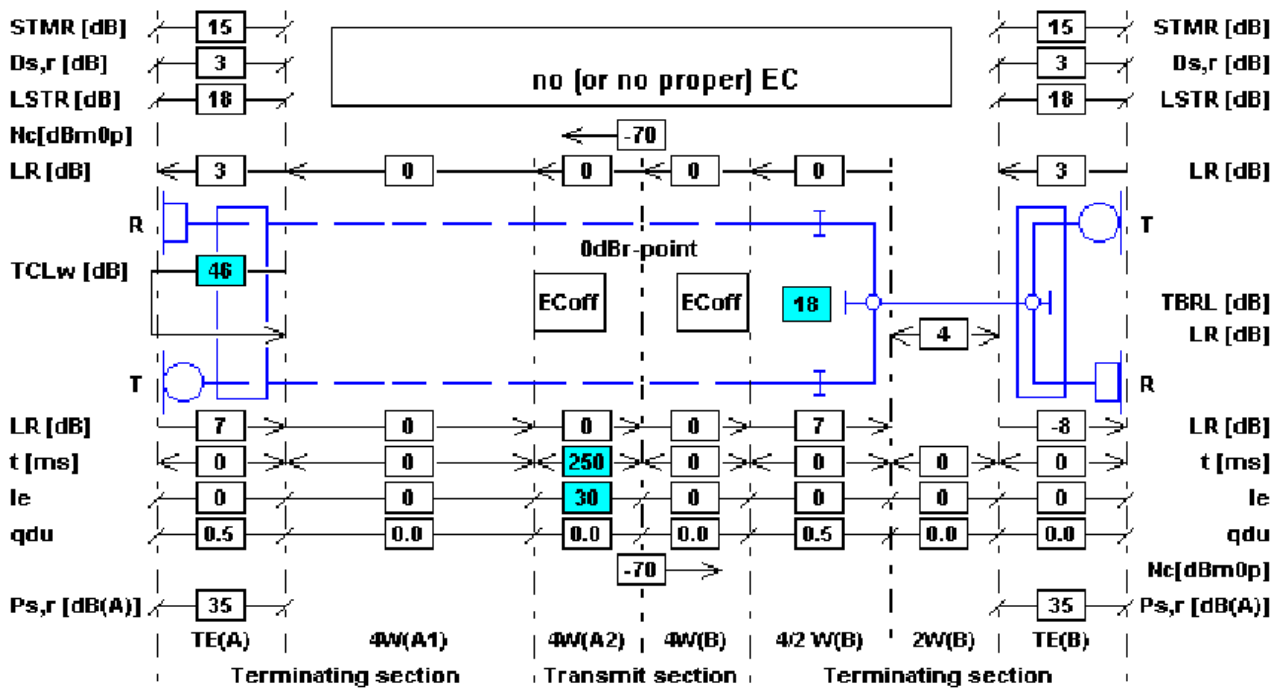 STMR [dB] 15 15 STMR [dB]
Ds,r [dB] 3 3 Ds,r [dB]
no (or no proper) EC
LSTR [dB] 18 18 LSTR [dB]
Nc[dBm0p] -70
LR [dB] 3 0 0 0 0 3 LR [dB]
R T
0dBr-point
TCLw [dB] 46
ECoff ECoff 18 TBRL [dB]
4 LR [dB]
T R
LR [dB] 7 0 0 0 7 -8 LR [dB]
t [ms] 0 0 250 0 0 0 0 t [ms]
Ie 0 0 30 0 0 0 0 Ie
qdu 0.5 0.0 0.0 0.0 0.5 0.0 0.0 qdu
-70 Nc[dBm0p]
Ps,r [dB(A)] 35 35 Ps,r [dB(A)]
TE(A) 4W(A1) 4W(A2) 4W(B) 4/2 W(B) 2W(B) TE(B)
Terminating section Transmit section Terminating section